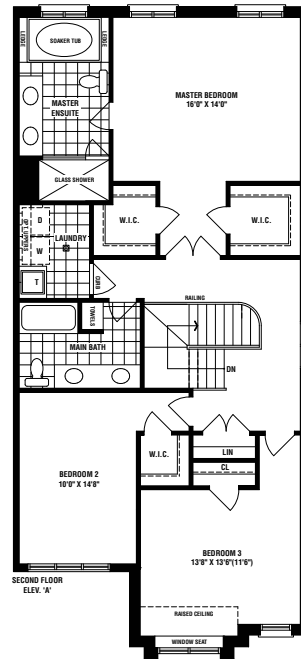 LEDGE
SOAKER TUB
LEDGE
MASTER
ENSUITE
MASTER BEDROOM
16'0" X 14'0"
GLASS SHOWER
W.I.C.
W.I.C.
D
LAUNDRY
W
T
CURB
RAILING
TOWELS
MAIN BATH
DN
W.I.C.
LIN
CL
BEDROOM 2
10'0" X 14'8"
BEDROOM 3
13'8" X 13'6"(11'6")
SECOND FLOOR
ELEV. 'A'
RAISED CEILING
WINDOW SEAT